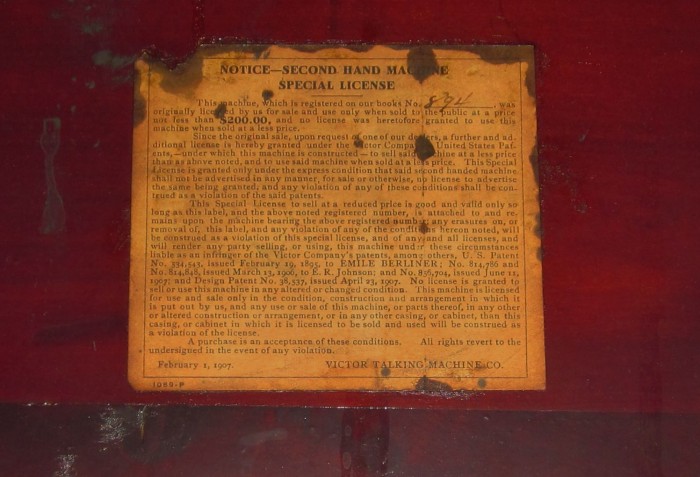 NOTICE—SECOND HAND MACHINE
SPECIAL LICENSE
This machine, which is registered on our books No. 894, was
originally licensed by us for sale and use only when sold to the public at a price
not less than $200.00, and no license was heretofore granted to use this
machine when sold at a less price.
Since the original sale, upon request of one of our dealers, a further and ad-
ditional license is hereby granted under the Victor Company's United States Pat-
ents,—under which this machine is constructed—to sell said machine at a less price
than as above noted, and to use said machine when sold at a less price. This Special
License is granted only under the express condition that said second handed machine
shall not be advertised in any manner, for sale or otherwise, no license to advertise
the same being granted, and any violation of any of these conditions shall be con-
strued as a violation of the said patents.
This Special License to sell at a reduced price is good and valid only so
long as this label, and the above noted registered number, is attached to and re-
mains upon the machine bearing the above registered number; any erasures on, or
removal of, this label, and any violation of any of the conditions hereon noted, will
be construed as a violation of this special license, and of any and all licenses, and
will render any party selling, or using, this machine under these circumstances
liable as an infringer of the Victor Company's patents, among others, U. S. Patent
No. 534,543, issued February 19, 1895, to EMILE BERLINER; No. 814,786 and
No. 814,848, issued March 13, 1906, to E. R. Johnson; and No. 856,704, issued June 11,
1907; and Design Patent No. 38,537, issued April 23, 1907. No license is granted to
sell or use this machine in any altered or changed condition. This machine is licensed
for use and sale only in the condition, construction and arrangement in which it
is put out by us, and any use or sale of this machine, or parts thereof, in any other
or altered construction or arrangement, or in any other casing, or cabinet, than this
casing, or cabinet in which it is licensed to be sold and used will be construed as
a violation of the license.
A purchase is an acceptance of these conditions. All rights revert to the
undersigned in the event of any violation.
February 1, 1907. VICTOR TALKING MACHINE CO.
1065-P